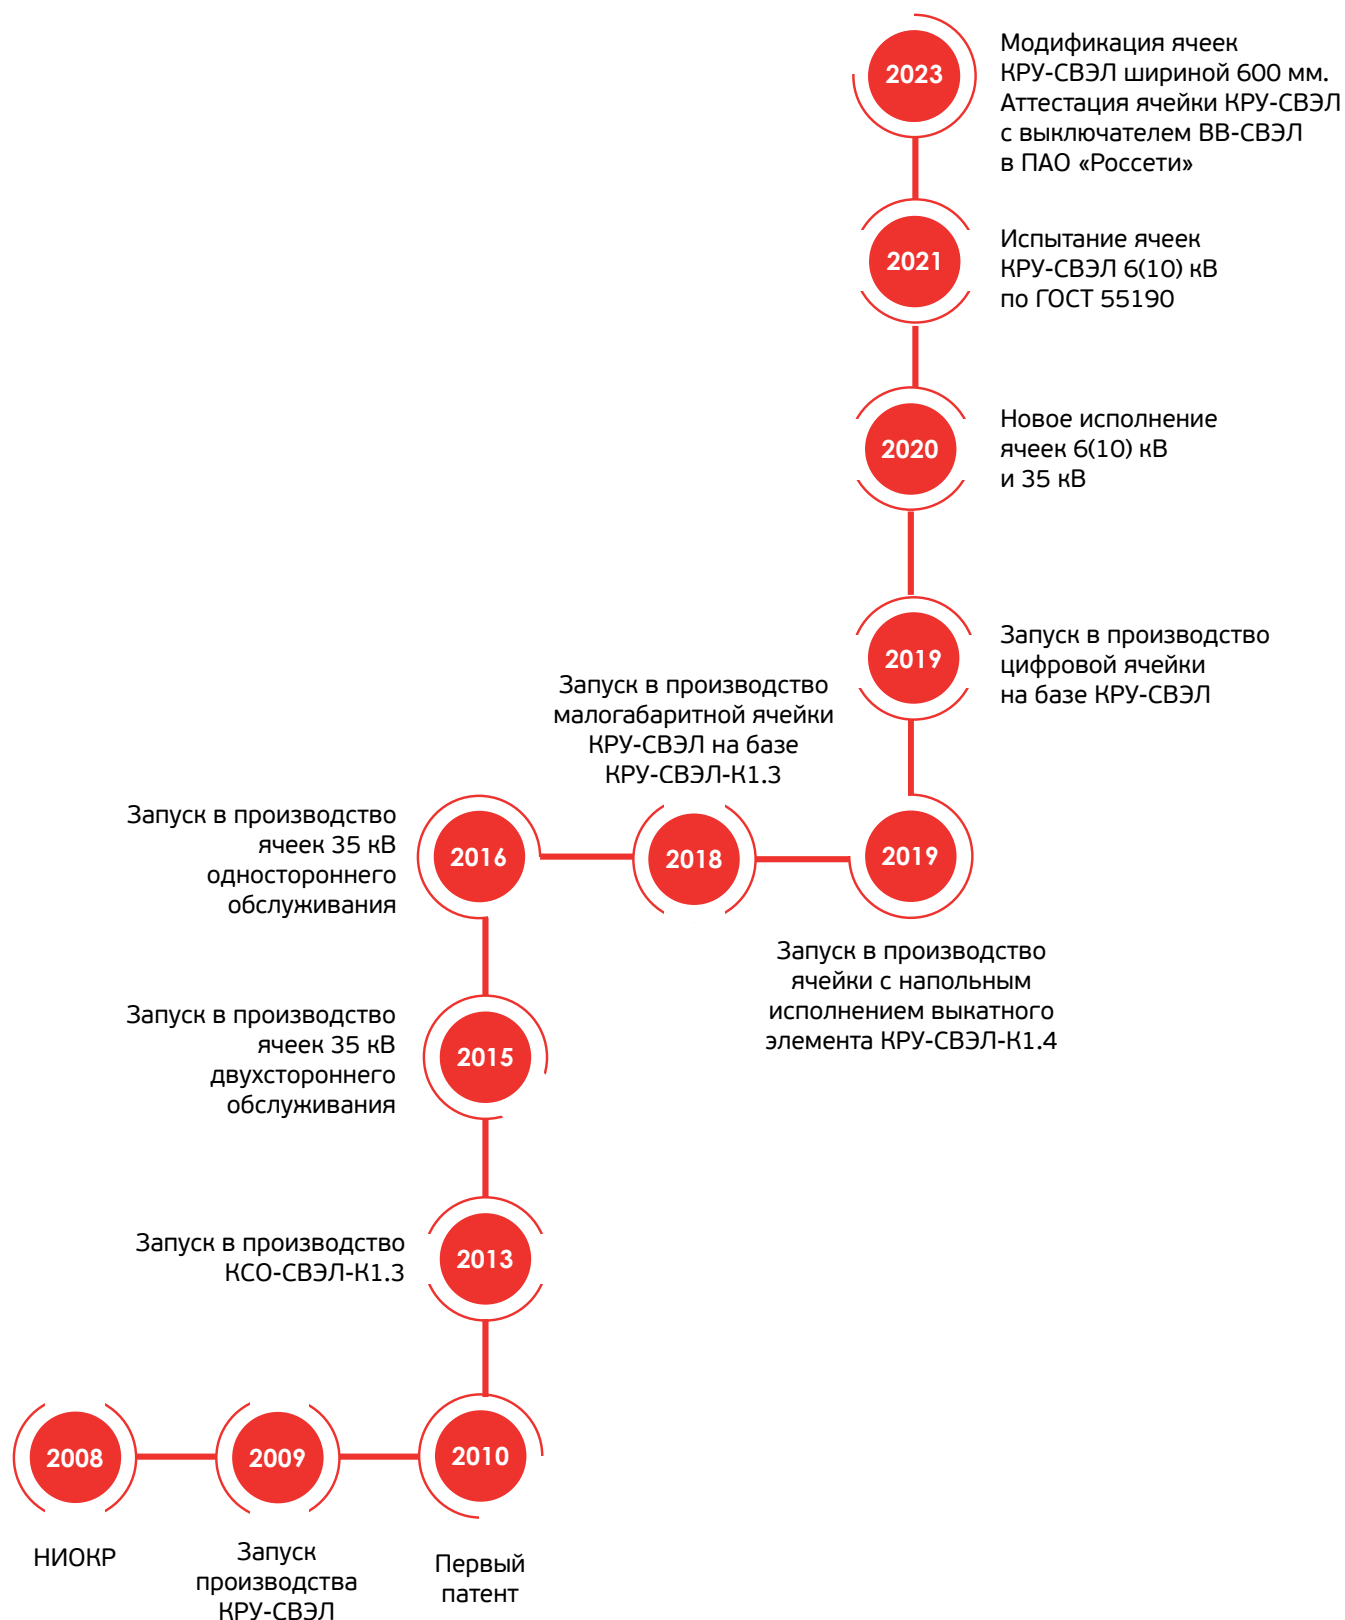 2023
Модификация ячеек
КРУ-СВЭЛ шириной 600 мм.
Аттестация ячейки КРУ-СВЭЛ
с выключателем ВВ-СВЭЛ
в ПАО «Россети»
2021
Испытание ячеек
КРУ-СВЭЛ 6(10) кВ
по ГОСТ 55190
2020
Новое исполнение
ячеек 6(10) кВ
и 35 кВ
2019
Запуск в производство
цифровой ячейки
на базе КРУ-СВЭЛ
Запуск в производство
малогабаритной ячейки
КРУ-СВЭЛ на базе
КРУ-СВЭЛ-К1.3
2018
2019
Запуск в производство
ячейки с напольным
исполнением выкатного
элемента КРУ-СВЭЛ-К1.4
Запуск в производство
ячеек 35 кВ
одностороннего
обслуживания
2016
Запуск в производство
ячеек 35 кВ
двухстороннего
обслуживания
2015
Запуск в производство
КСО-СВЭЛ-К1.3
2013
2008
НИОКР
2009
Запуск
производства
КРУ-СВЭЛ
2010
Первый
патент